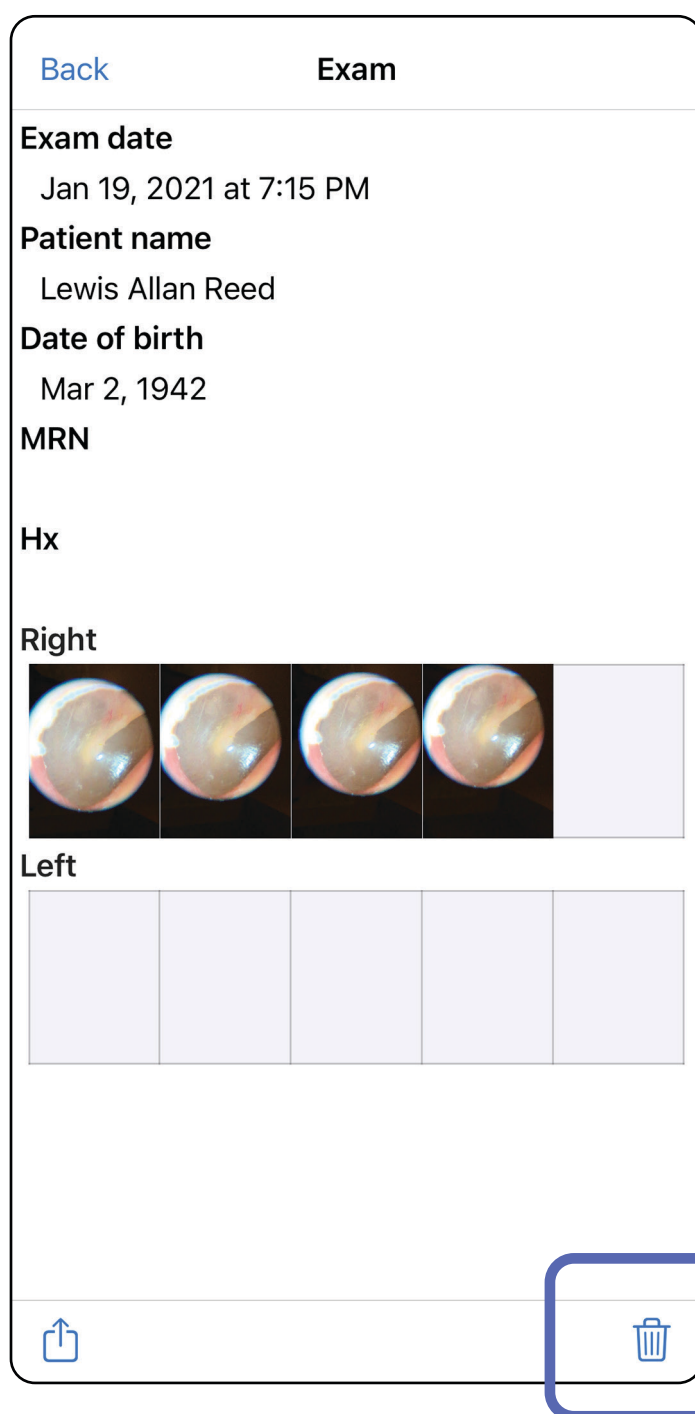 Back Exam
Exam date
Jan 19, 2021 at 7:15 PM
Patient name
Lewis Allan Reed
Date of birth
Mar 2, 1942
MRN
Hx
Right
Left